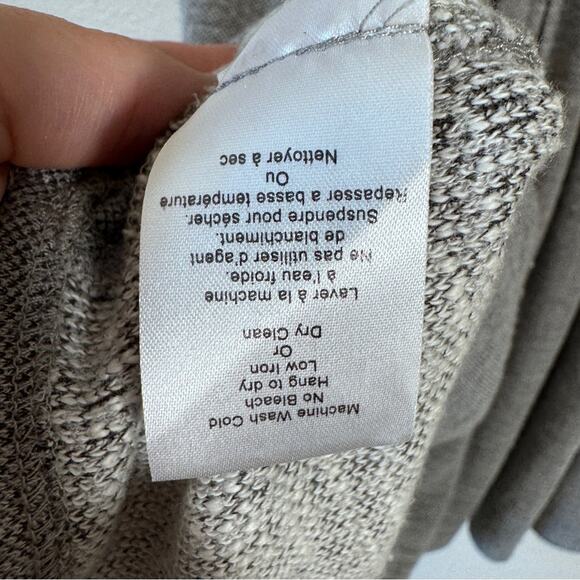 Machine Wash Cold
No Bleach
Hang to dry
Low Iron
Or
Dry Clean
Laver à la machine
à l'eau froide.
Ne pas utiliser d'agent
de blanchiment.
Suspendre pour sécher.
Repasser a basse température
Ou
Nettoyer à sec